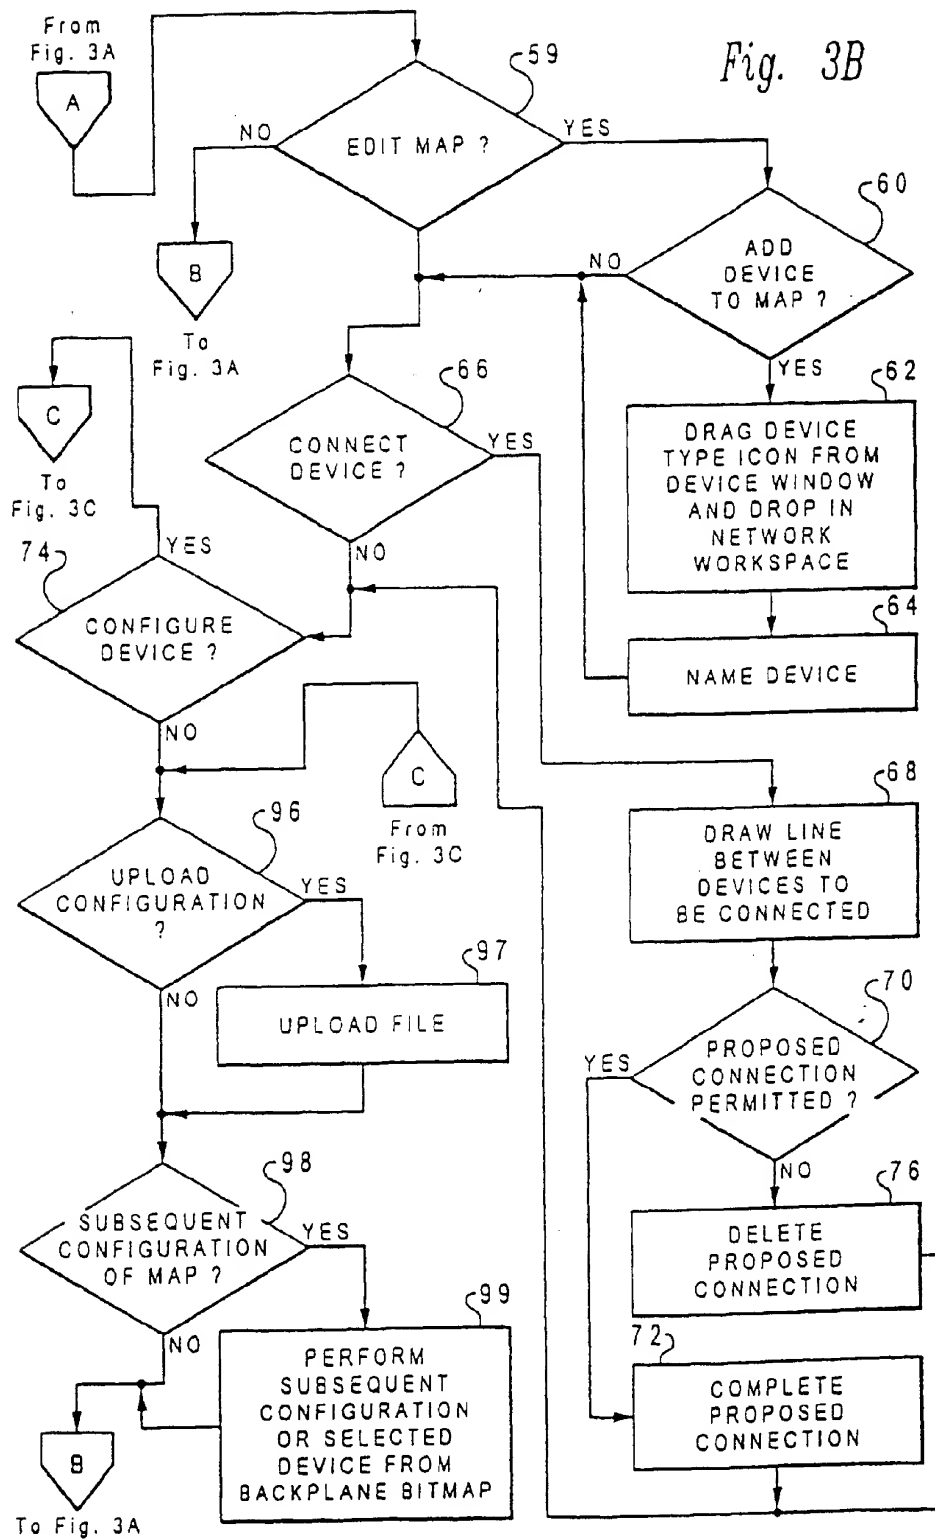 From
Fig. 3A
A
Fig. 3B
59
EDIT MAP ?
NO
YES
60
ADD
DEVICE
TO MAP ?
NO
YES
B
To
Fig. 3A
C
To
Fig. 3C
66
CONNECT
DEVICE ?
YES
NO
62
DRAG DEVICE
TYPE ICON FROM
DEVICE WINDOW
AND DROP IN
NETWORK
WORKSPACE
64
NAME DEVICE
74
YES
CONFIGURE
DEVICE ?
NO
C
From
Fig. 3C
68
DRAW LINE
BETWEEN
DEVICES TO
BE CONNECTED
96
UPLOAD
CONFIGURATION
?
YES
NO
97
UPLOAD FILE
70
PROPOSED
CONNECTION
PERMITTED ?
YES
NO
76
DELETE
PROPOSED
CONNECTION
72
COMPLETE
PROPOSED
CONNECTION
98
SUBSEQUENT
CONFIGURATION
OF MAP ?
YES
NO
99
PERFORM
SUBSEQUENT
CONFIGURATION
OR SELECTED
DEVICE FROM
BACKPLANE BITMAP
B
To Fig. 3A